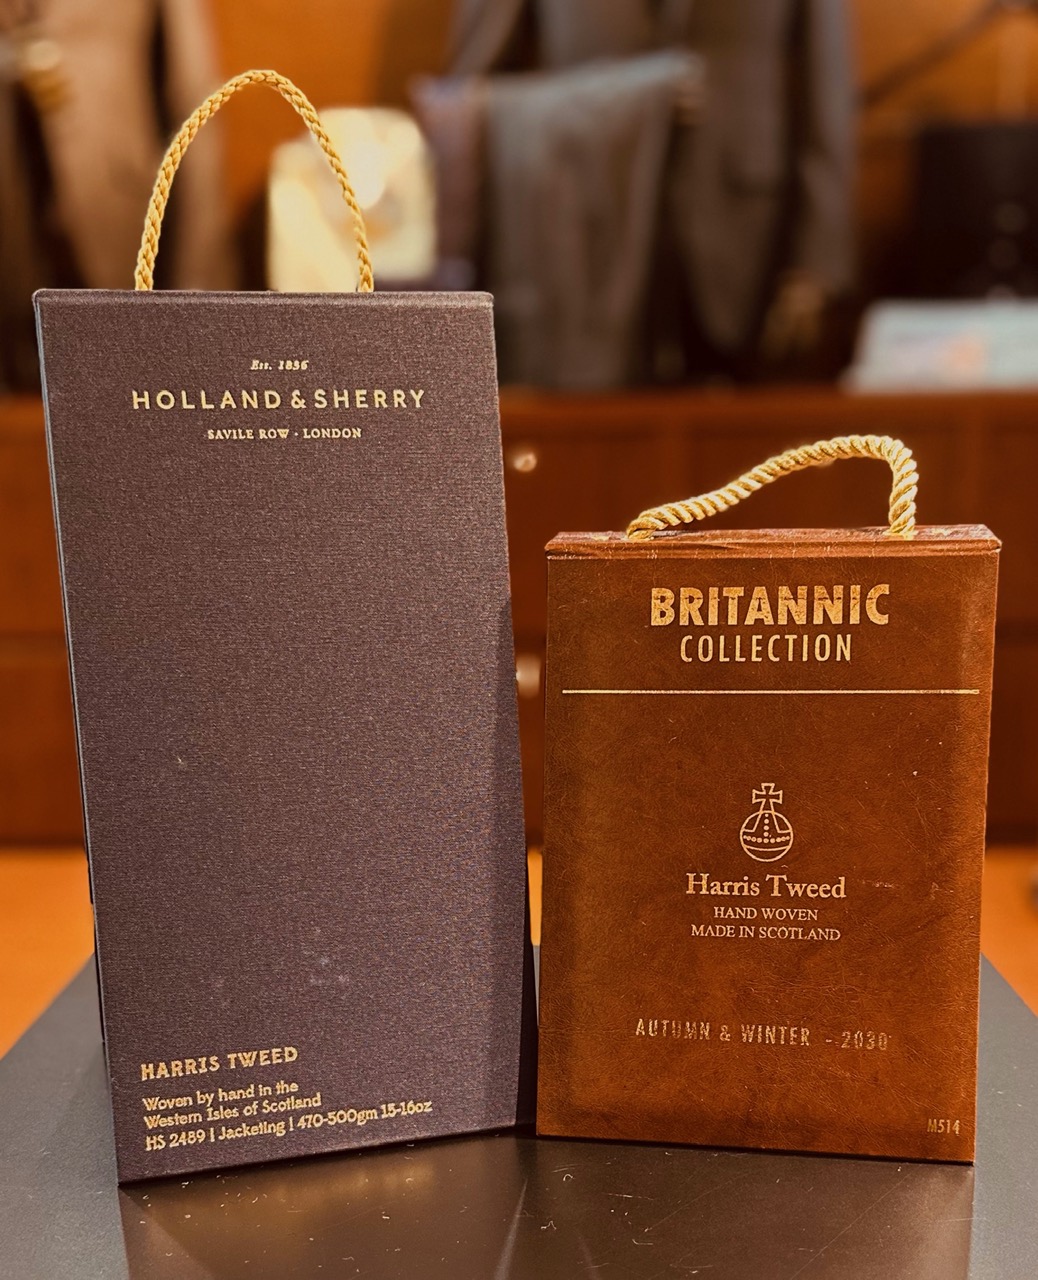 Est. 1836
HOLLAND & SHERRY
SAVILE ROW · LONDON
HARRIS TWEED
Woven by hand in the
Western Isles of Scotland
HS 2489 | Jacketing | 470-500gm 15-16oz
BRITANNIC
COLLECTION
Harris Tweed
HAND WOVEN
MADE IN SCOTLAND
AUTUMN & WINTER - 2030
M514